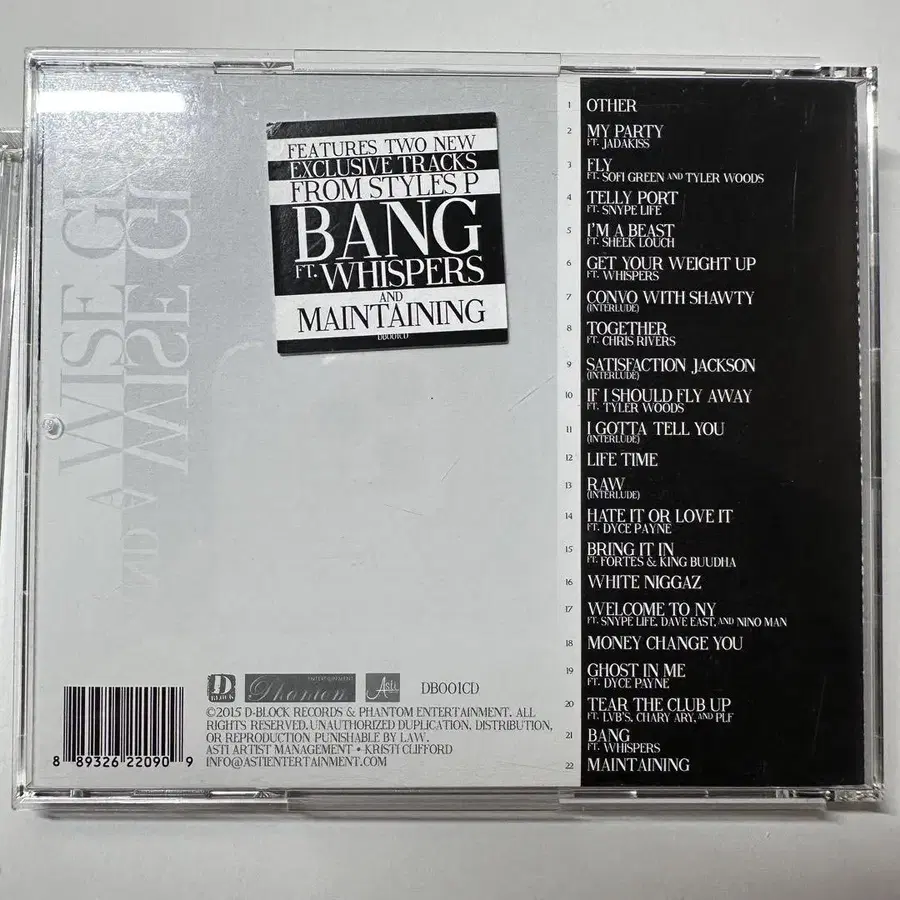 FEATURES TWO NEW
EXCLUSIVE TRACKS
FROM STYLES P
BANG
FT. WHISPERS
AND
MAINTAINING
DB001CD
1 OTHER
2 MY PARTY
FT. JADAKISS
3 FLY
FT. SOFI GREEN AND TYLER WOODS
4 TELLY PORT
FT. SNYPE LIFE
5 I'M A BEAST
FT. SHEEK LOUCH
6 GET YOUR WEIGHT UP
FT. WHISPERS
7 CONVO WITH SHAWTY
(INTERLUDE)
8 TOGETHER
FT. CHRIS RIVERS
9 SATISFACTION JACKSON
(INTERLUDE)
10 IF I SHOULD FLY AWAY
FT. TYLER WOODS
11 I GOTTA TELL YOU
(INTERLUDE)
12 LIFE TIME
13 RAW
(INTERLUDE)
14 HATE IT OR LOVE IT
FT. DYCE PAYNE
15 BRING IT IN
FT. FORTES & KING BUUDHA
16 WHITE NIGGAZ
17 WELCOME TO NY
FT. SNYPE LIFE, DAVE EAST, AND NINO MAN
18 MONEY CHANGE YOU
19 GHOST IN ME
FT. DYCE PAYNE
20 TEAR THE CLUB UP
FT. LVB'S, CHARY ARY, AND PLF
21 BANG
FT. WHISPERS
22 MAINTAINING
D BLOCK
Phantom ENTERTAINMENT
Asti
DB001CD
©2015 D-BLOCK RECORDS & PHANTOM ENTERTAINMENT. ALL
RIGHTS RESERVED. UNAUTHORIZED DUPLICATION, DISTRIBUTION,
OR REPRODUCTION PUNISHABLE BY LAW.
ASTI ARTIST MANAGEMENT • KRISTI CLIFFORD
INFO@ASTIENTERTAINMENT.COM
8 89326 22090 9